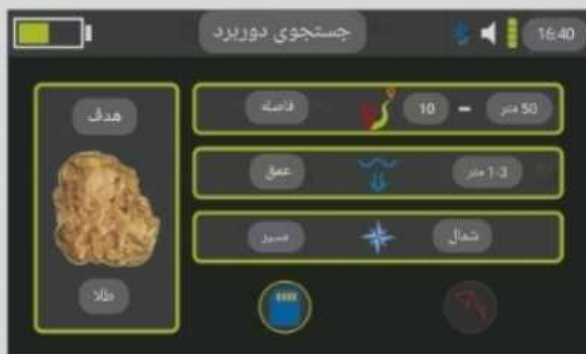 جستجوی دوربرد
16:40
هدف
طلا
فاصله
10 - 50 متر
عمق
1-3 متر
مسیر
شمال